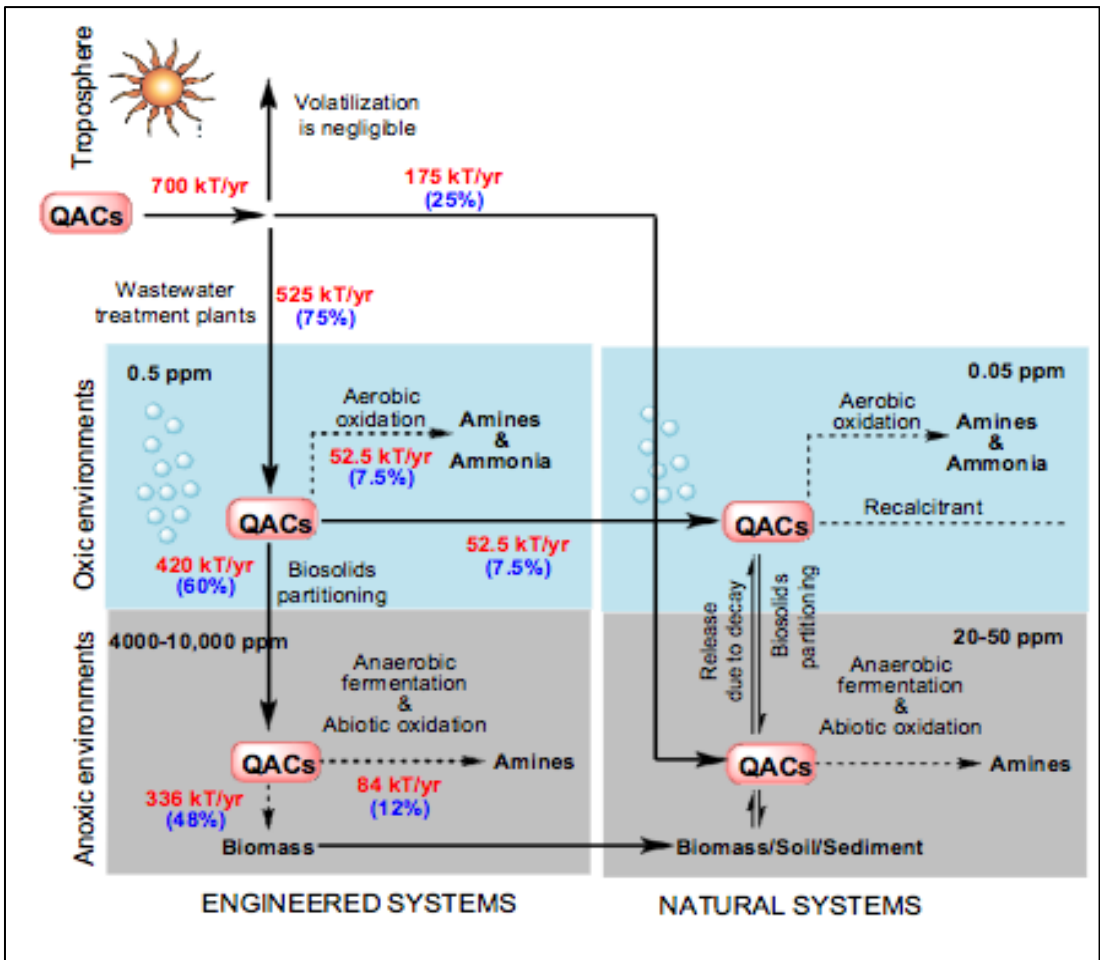 Troposphere
Volatilization
is negligible
700 kT/yr
175 kT/yr
(25%)
QACs
Wastewater
treatment plants
525 kT/yr
(75%)
Oxic environments
0.5 ppm
Aerobic
oxidation
52.5 kT/yr
(7.5%)
Amines
&
Ammonia
QACs
420 kT/yr
(60%)
Biosolids
partitioning
52.5 kT/yr
(7.5%)
0.05 ppm
Aerobic
oxidation
Amines
&
Ammonia
QACs
Recalcitrant
Release
due to decay
Biosolids
partitioning
Anoxic environments
4000-10,000 ppm
Anaerobic
fermentation
&
Abiotic oxidation
QACs
Amines
336 kT/yr
(48%)
84 kT/yr
(12%)
Biomass
20-50 ppm
Anaerobic
fermentation
&
Abiotic oxidation
QACs
Amines
Biomass/Soil/Sediment
ENGINEERED SYSTEMS
NATURAL SYSTEMS